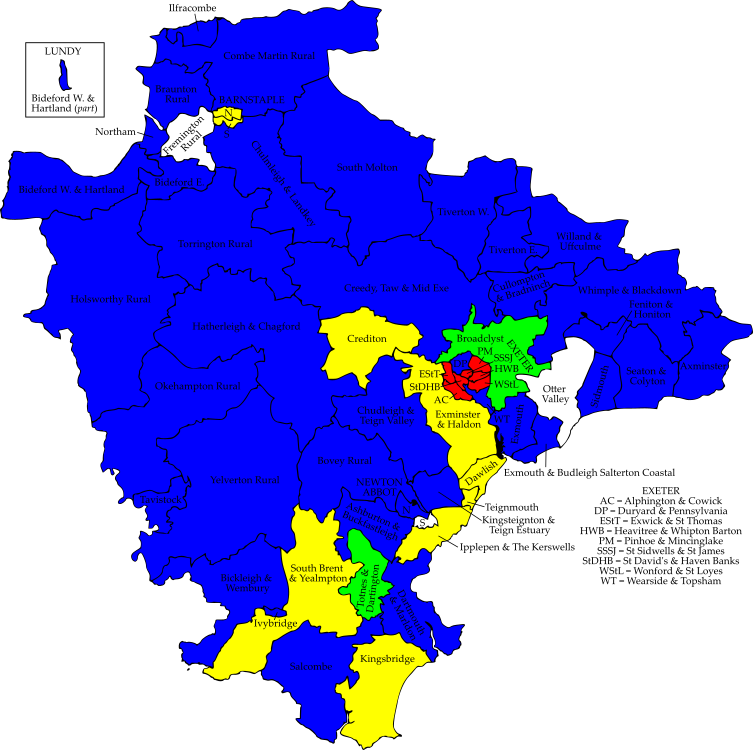 Ilfracombe
LUNDY
Bideford W. &
Hartland (part)
Combe Martin Rural
Braunton
Rural
BARNSTAPLE
N
S
Northam
Fremington
Rural
Chulmleigh & Landkey
South Molton
Bideford W. & Hartland
Bideford E.
Tiverton W.
Tiverton E.
Willand &
Uffculme
Torrington Rural
Creedy, Taw & Mid Exe
Cullompton
& Bradninch
Whimple & Blackdown
Feniton &
Honiton
Holsworthy Rural
Hatherleigh & Chagford
Crediton
Broadclyst
EXETER
PM
SSSJ
DP
HWB
EStT
WStL
StDHB
AC
Otter
Valley
Sidmouth
Seaton &
Colyton
Axminster
Okehampton Rural
Exminster
& Haldon
WT
Exmouth
Chudleigh &
Teign Valley
Bovey Rural
Dawlish
Exmouth & Budleigh Salterton Coastal
Yelverton Rural
NEWTON
ABBOT
N
S
Tavistock
Ashburton &
Buckfastleigh
Teignmouth
Kingsteignton &
Teign Estuary
Ipplepen & The Kerswells
South Brent
& Yealmpton
Totnes &
Dartington
Bickleigh &
Wembury
Dartmouth
& Marldon
Ivybridge
Salcombe
Kingsbridge
EXETER
AC = Alphington & Cowick
DP = Duryard & Pennsylvania
EStT = Exwick & St Thomas
HWB = Heavitree & Whipton Barton
PM = Pinhoe & Mincinglake
SSSJ = St Sidwells & St James
StDHB = St David's & Haven Banks
WStL = Wonford & St Loyes
WT = Wearside & Topsham